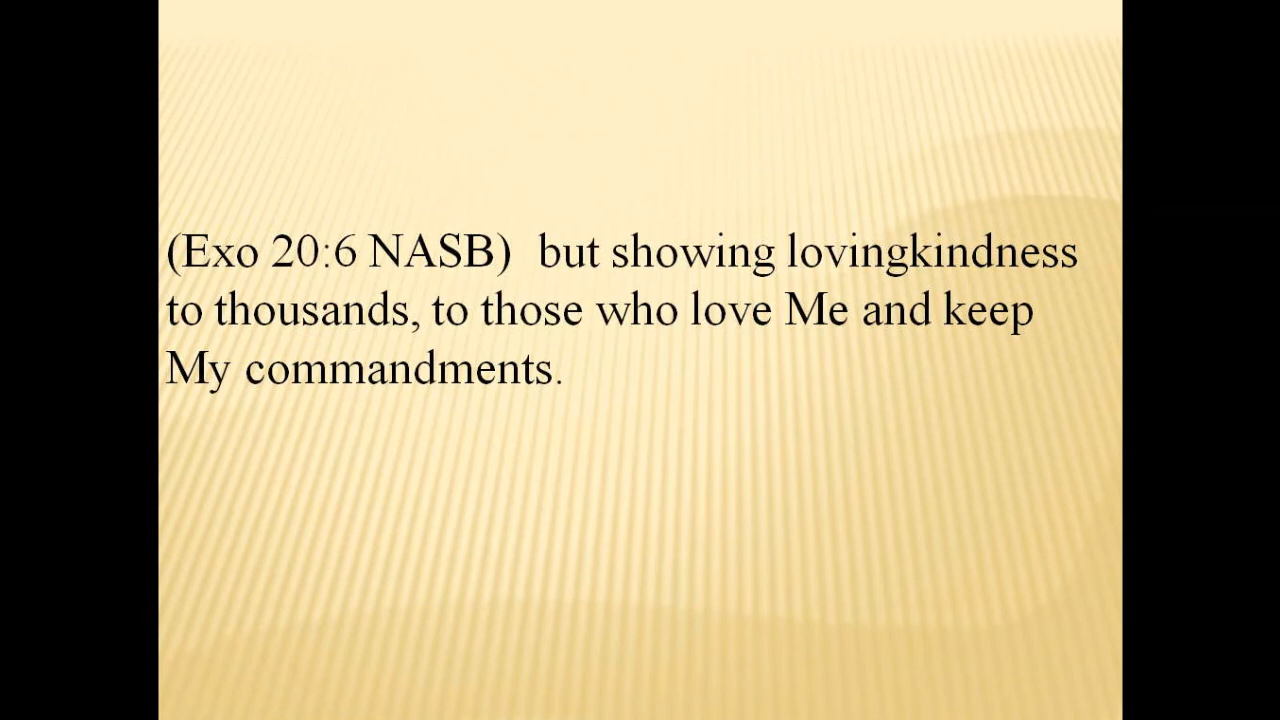 (Exo 20:6 NASB)  but showing lovingkindness
to thousands, to those who love Me and keep
My commandments.